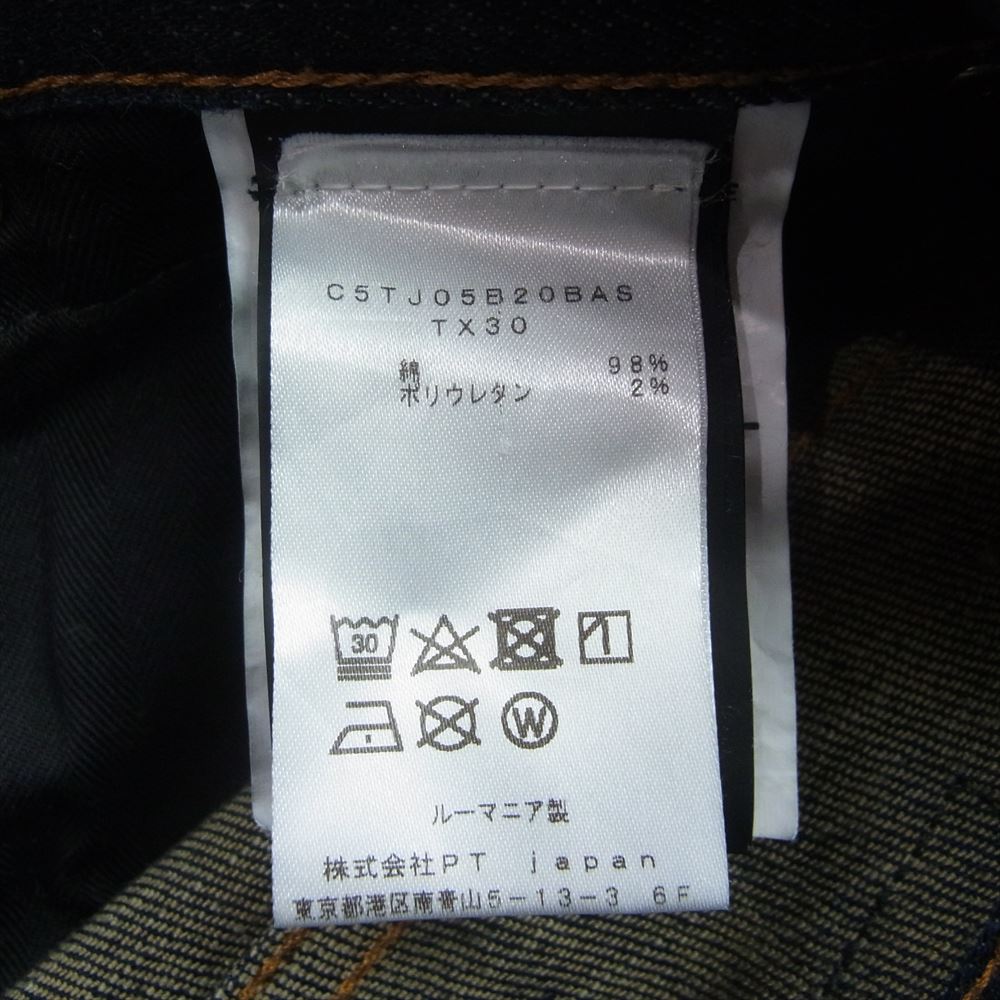 C5TJ05B20BAS
TX30
綿 98%
ポリウレタン 2%
30
W
ルーマニア製
株式会社PT japan
東京都港区南青山5-13-3 6F